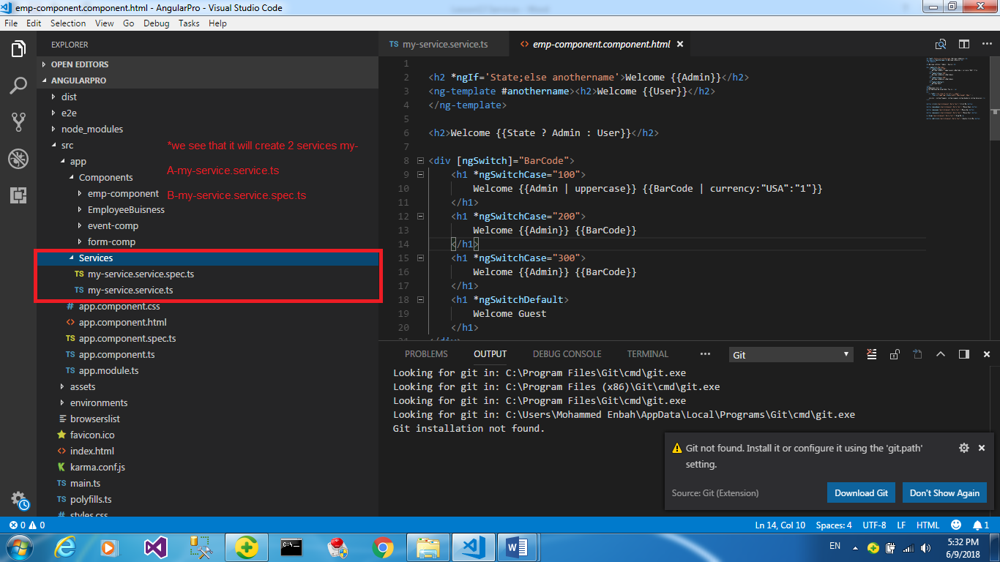 emp-component.component.html - AngularPro - Visual Studio Code
File Edit Selection View Go Debug Tasks Help
EXPLORER
OPEN EDITORS
ANGULARPRO
dist
e2e
node_modules
src
app
Components
emp-component
EmployeeBuisness
event-comp
form-comp
Services
TS my-service.service.spec.ts
TS my-service.service.ts
# app.component.css
<> app.component.html
TS app.component.spec.ts
TS app.component.ts
TS app.module.ts
assets
environments
browserslist
favicon.ico
<> index.html
karma.conf.js
TS main.ts
TS polyfills.ts
# styles.css
*we see that it will create 2 services my-
A-my-service.service.ts
B-my-service.service.spec.ts
TS my-service.service.ts <> emp-component.component.html
1
2 <h2 *ngIf='State;else anothername'>Welcome {{Admin}}</h2>
3 <ng-template #anothername><h2>Welcome {{User}}</h2>
4 </ng-template>
5
6 <h2>Welcome {{State ? Admin : User}}</h2>
7
8 <div [ngSwitch]="BarCode">
9 <h1 *ngSwitchCase="100">
10 Welcome {{Admin | uppercase}} {{BarCode | currency:"USA":"1"}}
11 </h1>
12 <h1 *ngSwitchCase="200">
13 Welcome {{Admin}} {{BarCode}}
14 </h1>
15 <h1 *ngSwitchCase="300">
16 Welcome {{Admin}} {{BarCode}}
17 </h1>
18 <h1 *ngSwitchDefault>
19 Welcome Guest
20 </h1>
21 </div>
PROBLEMS OUTPUT DEBUG CONSOLE TERMINAL ••• Git
Looking for git in: C:\Program Files\Git\cmd\git.exe
Looking for git in: C:\Program Files (x86)\Git\cmd\git.exe
Looking for git in: C:\Program Files\Git\cmd\git.exe
Looking for git in: C:\Users\Mohammed Enbah\AppData\Local\Programs\Git\cmd\git.exe
Git installation not found.
Git not found. Install it or configure it using the 'git.path'
setting.
Source: Git (Extension) Download Git Don't Show Again
0 0 Ln 14, Col 10 Spaces: 4 UTF-8 LF HTML 1
EN 5:32 PM
6/9/2018